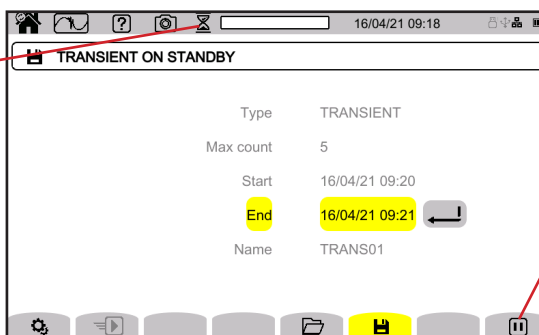 16/04/21 09:18
TRANSIENT ON STANDBY
Type TRANSIENT
Max count 5
Start 16/04/21 09:20
End 16/04/21 09:21
Name TRANS01